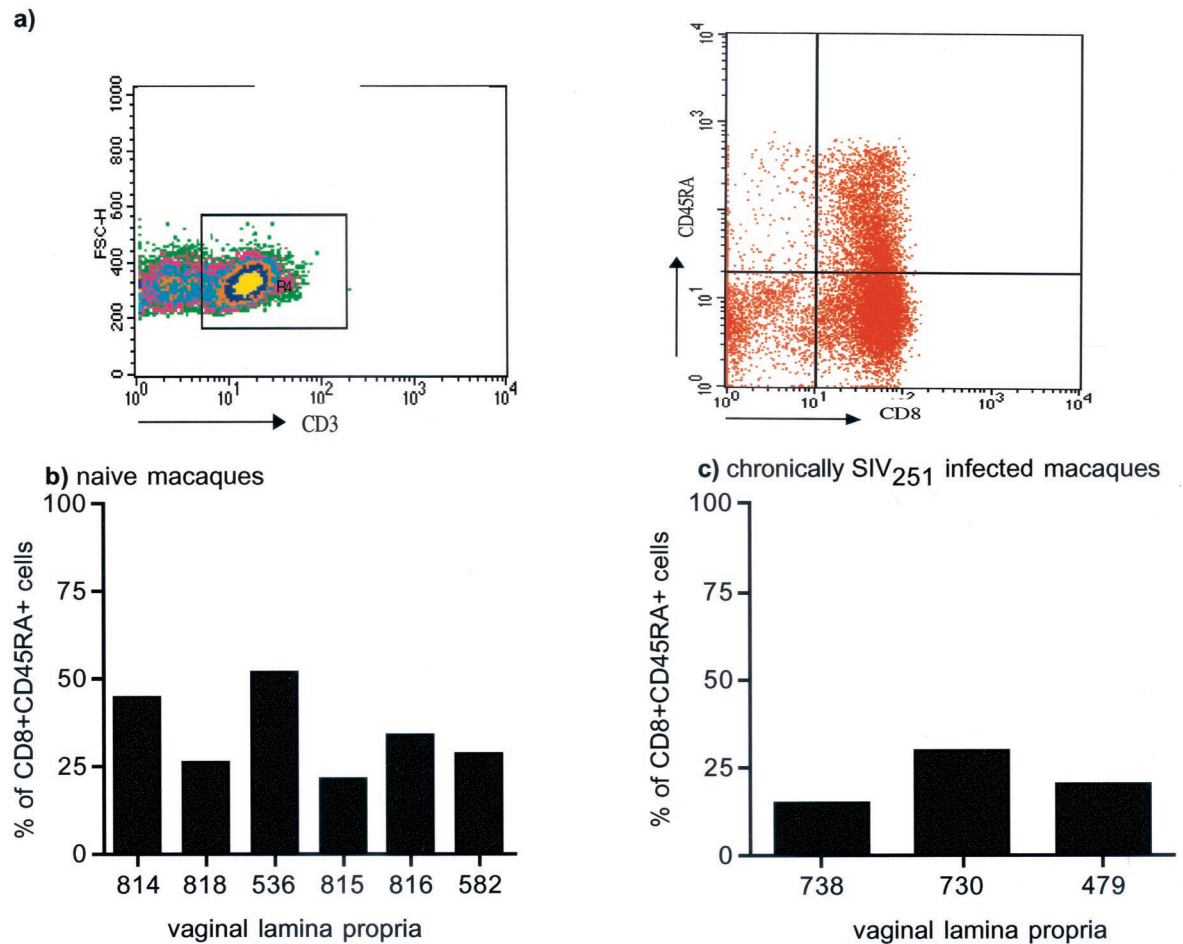 a)
1000
800
600
400
200
0
FSC-H
R4
10^0 10^1 10^2 10^3 10^4
CD3
10^4
10^3
10^1
10^0
CD45RA
10^0 10^1 10^3 10^4
CD8
b) naive macaques
100
75
50
25
0
% of CD8+CD45RA+ cells
814 818 536 815 816 582
vaginal lamina propria
c) chronically SIV251 infected macaques
100
75
50
25
0
% of CD8+CD45RA+ cells
738 730 479
vaginal lamina propria